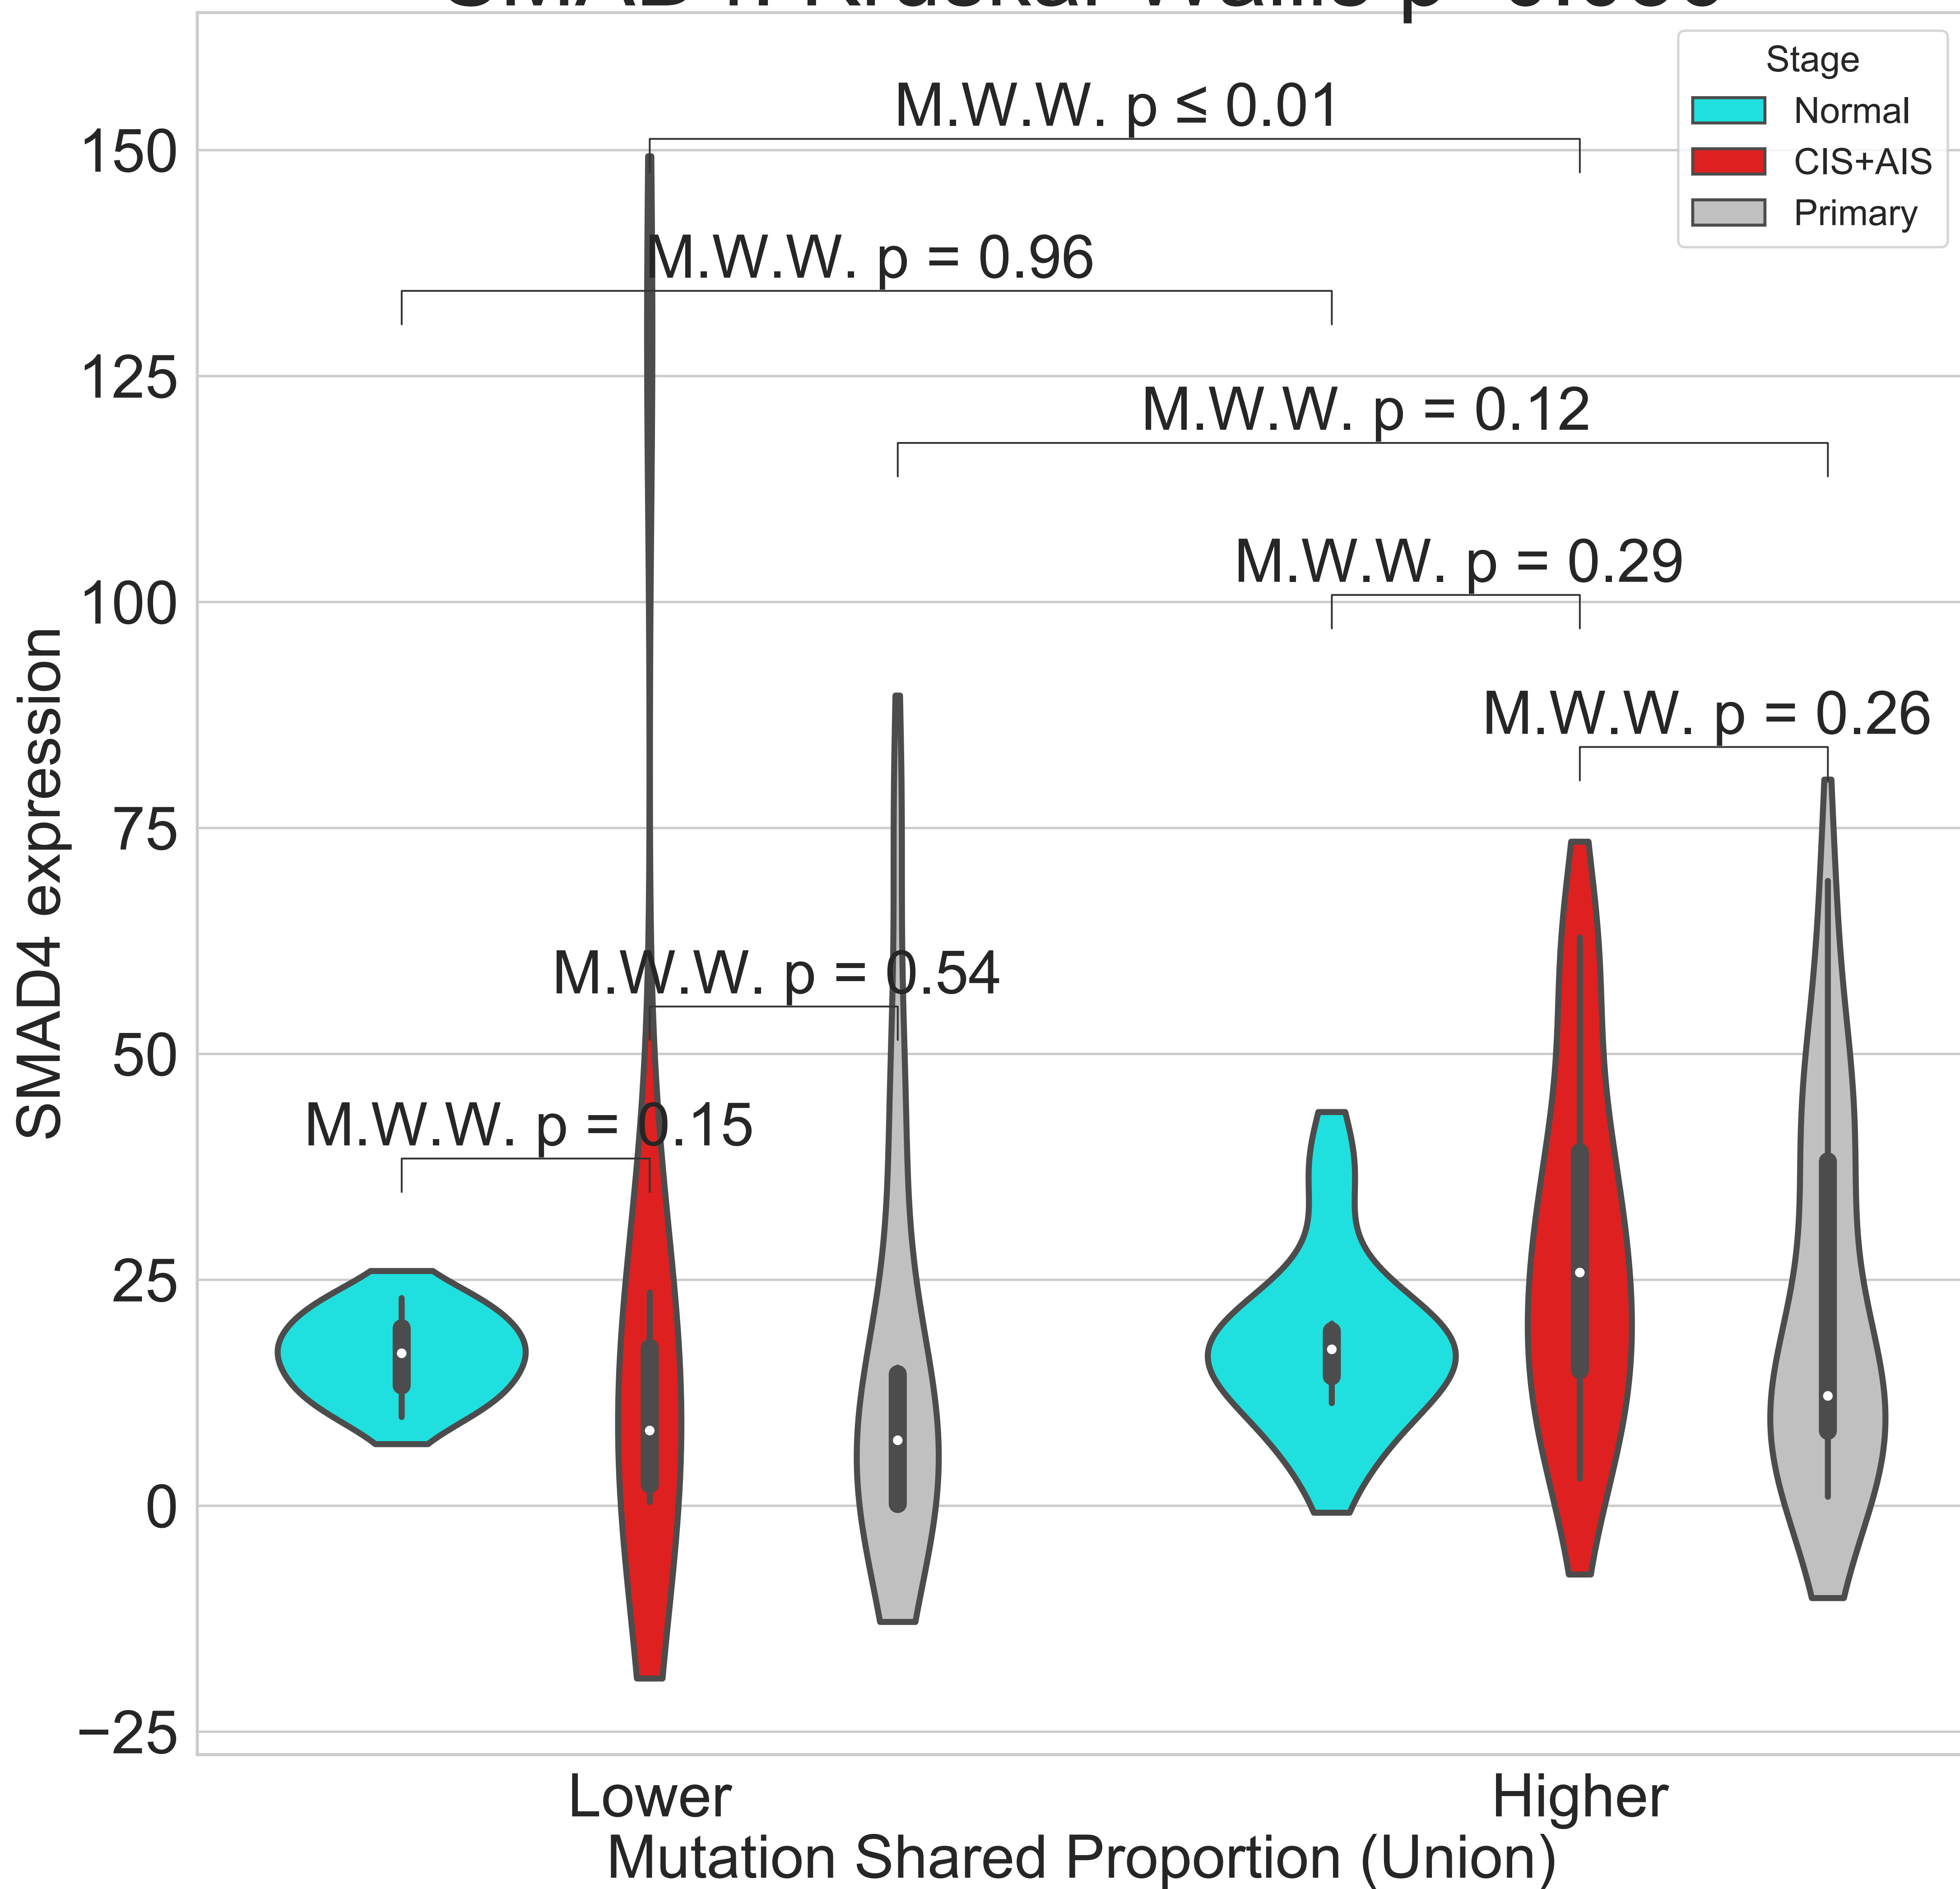 Stage
Normal
CIS+AIS
Primary
M.W.W. p ≤ 0.01
M.W.W. p = 0.96
M.W.W. p = 0.12
M.W.W. p = 0.29
M.W.W. p = 0.26
M.W.W. p = 0.54
M.W.W. p = 0.15
150
125
100
75
50
25
0
−25
SMAD4 expression
Lower
Higher
Mutation Shared Proportion (Union)